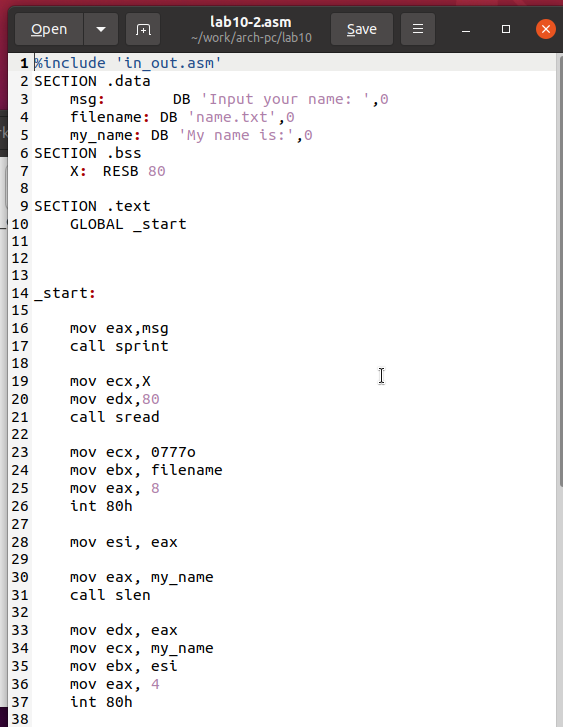 Open
lab10-2.asm
~/work/arch-pc/lab10
Save
1 %include 'in_out.asm'
2 SECTION .data
3     msg:        DB 'Input your name: ',0
4     filename: DB 'name.txt',0
5     my_name: DB 'My name is:',0
6 SECTION .bss
7     X:  RESB 80
8
9 SECTION .text
10     GLOBAL _start
11
12
13
14 _start:
15
16     mov eax,msg
17     call sprint
18
19     mov ecx,X
20     mov edx,80
21     call sread
22
23     mov ecx, 0777o
24     mov ebx, filename
25     mov eax, 8
26     int 80h
27
28     mov esi, eax
29
30     mov eax, my_name
31     call slen
32
33     mov edx, eax
34     mov ecx, my_name
35     mov ebx, esi
36     mov eax, 4
37     int 80h
38